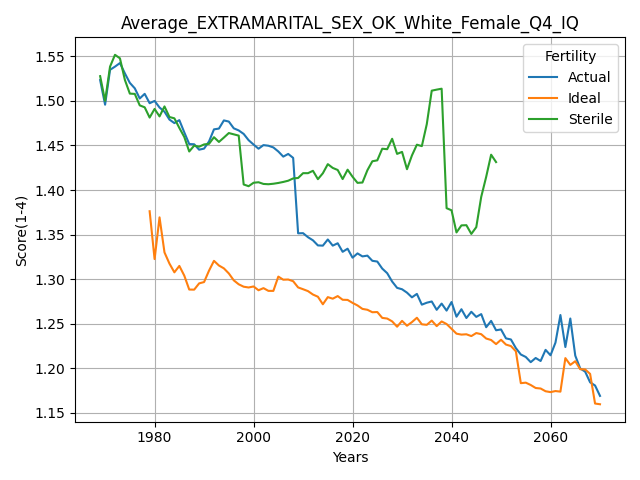 Average_EXTRAMARITAL_SEX_OK_White_Female_Q4_IQ
Fertility
Actual
Ideal
Sterile
Score(1-4)
1.55
1.50
1.45
1.40
1.35
1.30
1.25
1.20
1.15
1980
2000
2020
2040
2060
Years